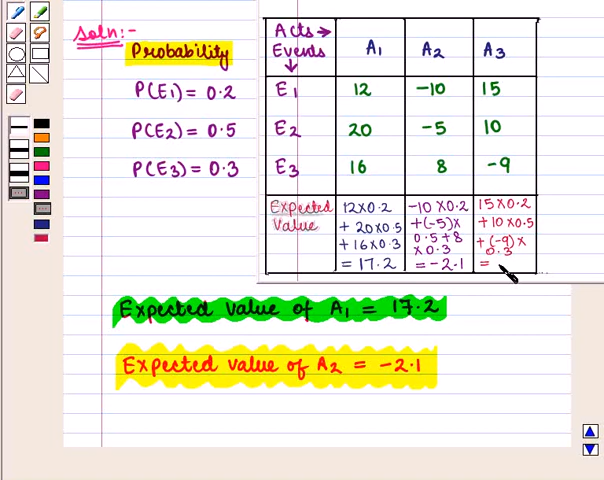 Soln:-
Probability
P(E1) = 0.2
P(E2) = 0.5
P(E3) = 0.3
Acts → A1 A2 A3
Events ↓
E1 12 -10 15
E2 20 -5 10
E3 16 8 -9
Expected Value
12×0.2
+ 20×0.5
+ 16×0.3
= 17.2
-10×0.2
+(-5)×
0.5+8
×0.3
= -2.1
15×0.2
+10×0.5
+(-9)×
0.3
=
Expected value of A1 = 17.2
Expected value of A2 = -2.1